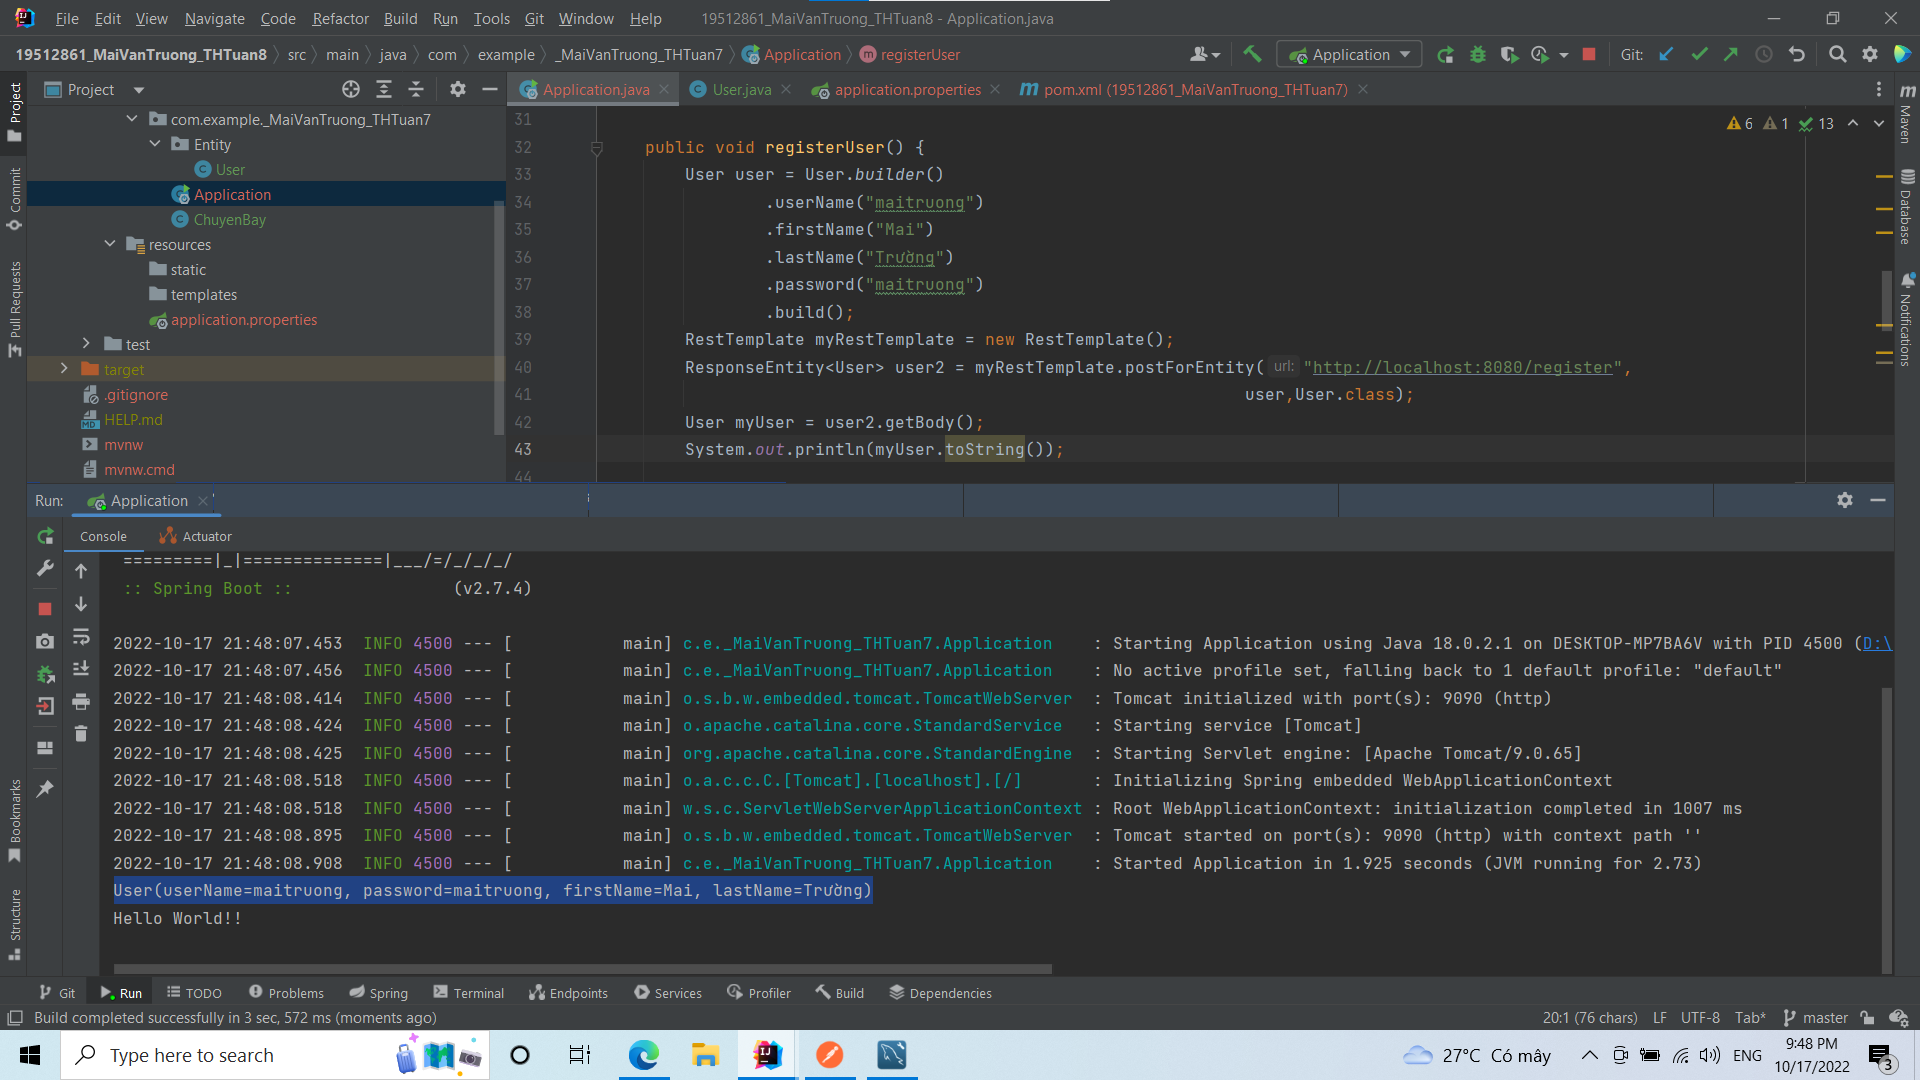 File Edit View Navigate Code Refactor Build Run Tools Git Window Help 19512861_MaiVanTruong_THTuan8 - Application.java
19512861_MaiVanTruong_THTuan8 src main java com example _MaiVanTruong_THTuan7 Application registerUser Application Git:
Project
Application.java User.java application.properties pom.xml (19512861_MaiVanTruong_THTuan7)
com.example._MaiVanTruong_THTuan7
Entity
User
Application
ChuyenBay
resources
static
templates
application.properties
test
target
.gitignore
HELP.md
mvnw
mvnw.cmd
6 1 13
31
32 public void registerUser() {
33 User user = User.builder()
34 .userName("maitruong")
35 .firstName("Mai")
36 .lastName("Trường")
37 .password("maitruong")
38 .build();
39 RestTemplate myRestTemplate = new RestTemplate();
40 ResponseEntity<User> user2 = myRestTemplate.postForEntity( url: "http://localhost:8080/register",
41 user,User.class);
42 User myUser = user2.getBody();
43 System.out.println(myUser.toString());
44
Project
Commit
Pull Requests
Bookmarks
Structure
Maven
Database
Notifications
Run: Application
Console Actuator
=========|_|==============|___/=/_/_/_/
:: Spring Boot :: (v2.7.4)
2022-10-17 21:48:07.453 INFO 4500 --- [ main] c.e._MaiVanTruong_THTuan7.Application : Starting Application using Java 18.0.2.1 on DESKTOP-MP7BA6V with PID 4500 (D:\
2022-10-17 21:48:07.456 INFO 4500 --- [ main] c.e._MaiVanTruong_THTuan7.Application : No active profile set, falling back to 1 default profile: "default"
2022-10-17 21:48:08.414 INFO 4500 --- [ main] o.s.b.w.embedded.tomcat.TomcatWebServer : Tomcat initialized with port(s): 9090 (http)
2022-10-17 21:48:08.424 INFO 4500 --- [ main] o.apache.catalina.core.StandardService : Starting service [Tomcat]
2022-10-17 21:48:08.425 INFO 4500 --- [ main] org.apache.catalina.core.StandardEngine : Starting Servlet engine: [Apache Tomcat/9.0.65]
2022-10-17 21:48:08.518 INFO 4500 --- [ main] o.a.c.c.C.[Tomcat].[localhost].[/] : Initializing Spring embedded WebApplicationContext
2022-10-17 21:48:08.518 INFO 4500 --- [ main] w.s.c.ServletWebServerApplicationContext : Root WebApplicationContext: initialization completed in 1007 ms
2022-10-17 21:48:08.895 INFO 4500 --- [ main] o.s.b.w.embedded.tomcat.TomcatWebServer : Tomcat started on port(s): 9090 (http) with context path ''
2022-10-17 21:48:08.908 INFO 4500 --- [ main] c.e._MaiVanTruong_THTuan7.Application : Started Application in 1.925 seconds (JVM running for 2.73)
User(userName=maitruong, password=maitruong, firstName=Mai, lastName=Trường)
Hello World!!
Git Run TODO Problems Spring Terminal Endpoints Services Profiler Build Dependencies
Build completed successfully in 3 sec, 572 ms (moments ago) 20:1 (76 chars) LF UTF-8 Tab* master
Type here to search 27°C Có mây ENG 9:48 PM
10/17/2022 3